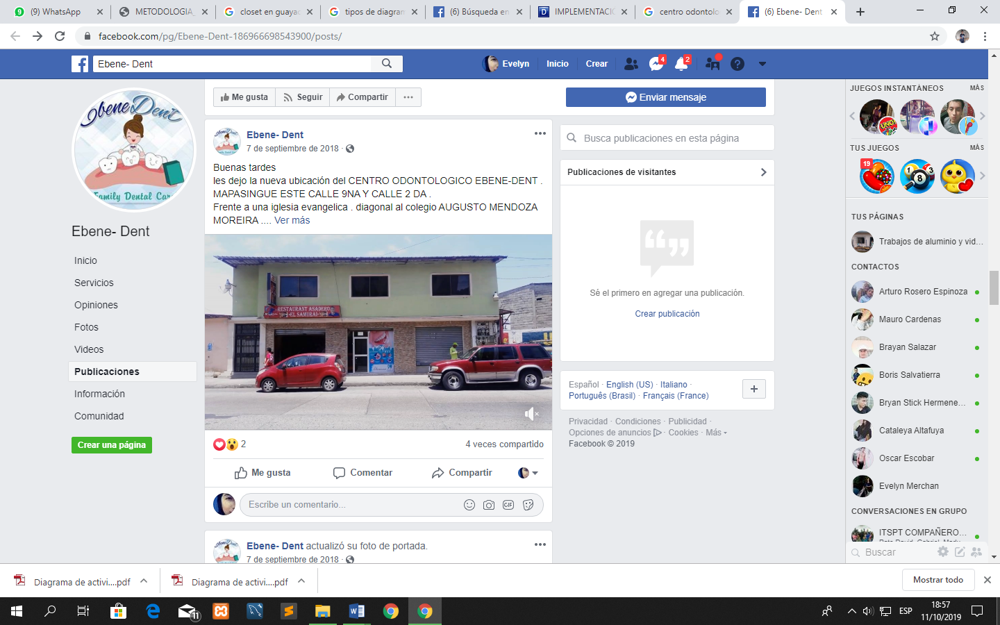 (9) WhatsApp
METODOLOGIA_
closet en guayaq
tipos de diagram
(6) Búsqueda en
IMPLEMENTACIÓ
centro odontolo
(6) Ebene- Dent
facebook.com/pg/Ebene-Dent-186966698543900/posts/
Ebene- Dent
Evelyn
Inicio
Crear
4
2
Ebene Dent
Family Dental Care
Ebene- Dent
Inicio
Servicios
Opiniones
Fotos
Videos
Publicaciones
Información
Comunidad
Crear una página
Me gusta
Seguir
Compartir
Enviar mensaje
Ebene- Dent
7 de septiembre de 2018 ·
Buenas tardes
les dejo la nueva ubicación del CENTRO ODONTOLOGICO EBENE-DENT .
MAPASINGUE ESTE CALLE 9NA Y CALLE 2 DA .
Frente a una iglesia evangelica . diagonal al colegio AUGUSTO MENDOZA
MOREIRA .... Ver más
RESTAURANT ASADERO
EL SAMURAI
2
4 veces compartido
Me gusta
Comentar
Compartir
Escribe un comentario...
GIF
Ebene- Dent actualizó su foto de portada.
7 de septiembre de 2018 ·
Busca publicaciones en esta página
Publicaciones de visitantes
Sé el primero en agregar una publicación.
Crear publicación
Español · English (US) · Italiano ·
Português (Brasil) · Français (France)
Privacidad · Condiciones · Publicidad ·
Opciones de anuncios · Cookies · Más
Facebook © 2019
JUEGOS INSTANTÁNEOS
MÁS
UNO
TUS JUEGOS
MÁS
19
1 8 3
TUS PÁGINAS
Trabajos de aluminio y vid...
CONTACTOS
Arturo Rosero Espinoza
Mauro Cardenas
Brayan Salazar
Boris Salvatierra
Bryan Stick Hermene...
Cataleya Altafuya
Oscar Escobar
Evelyn Merchan
CONVERSACIONES EN GRUPO
ITSPT COMPAÑERO...
Buscar
Diagrama de activi....pdf
Diagrama de activi....pdf
Mostrar todo
11
ESP
18:57
11/10/2019